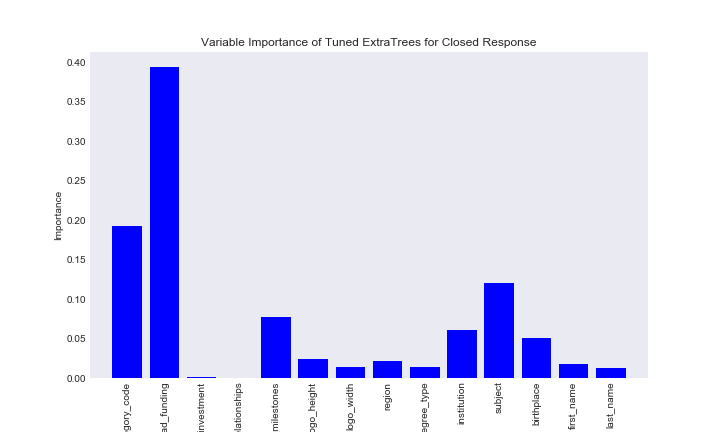 Variable Importance of Tuned ExtraTrees for Closed Response
Importance
0.40
0.35
0.30
0.25
0.20
0.15
0.10
0.05
0.00
gory_code
ad_funding
investment
lationships
milestones
ogo_height
logo_width
region
egree_type
institution
subject
birthplace
first_name
last_name